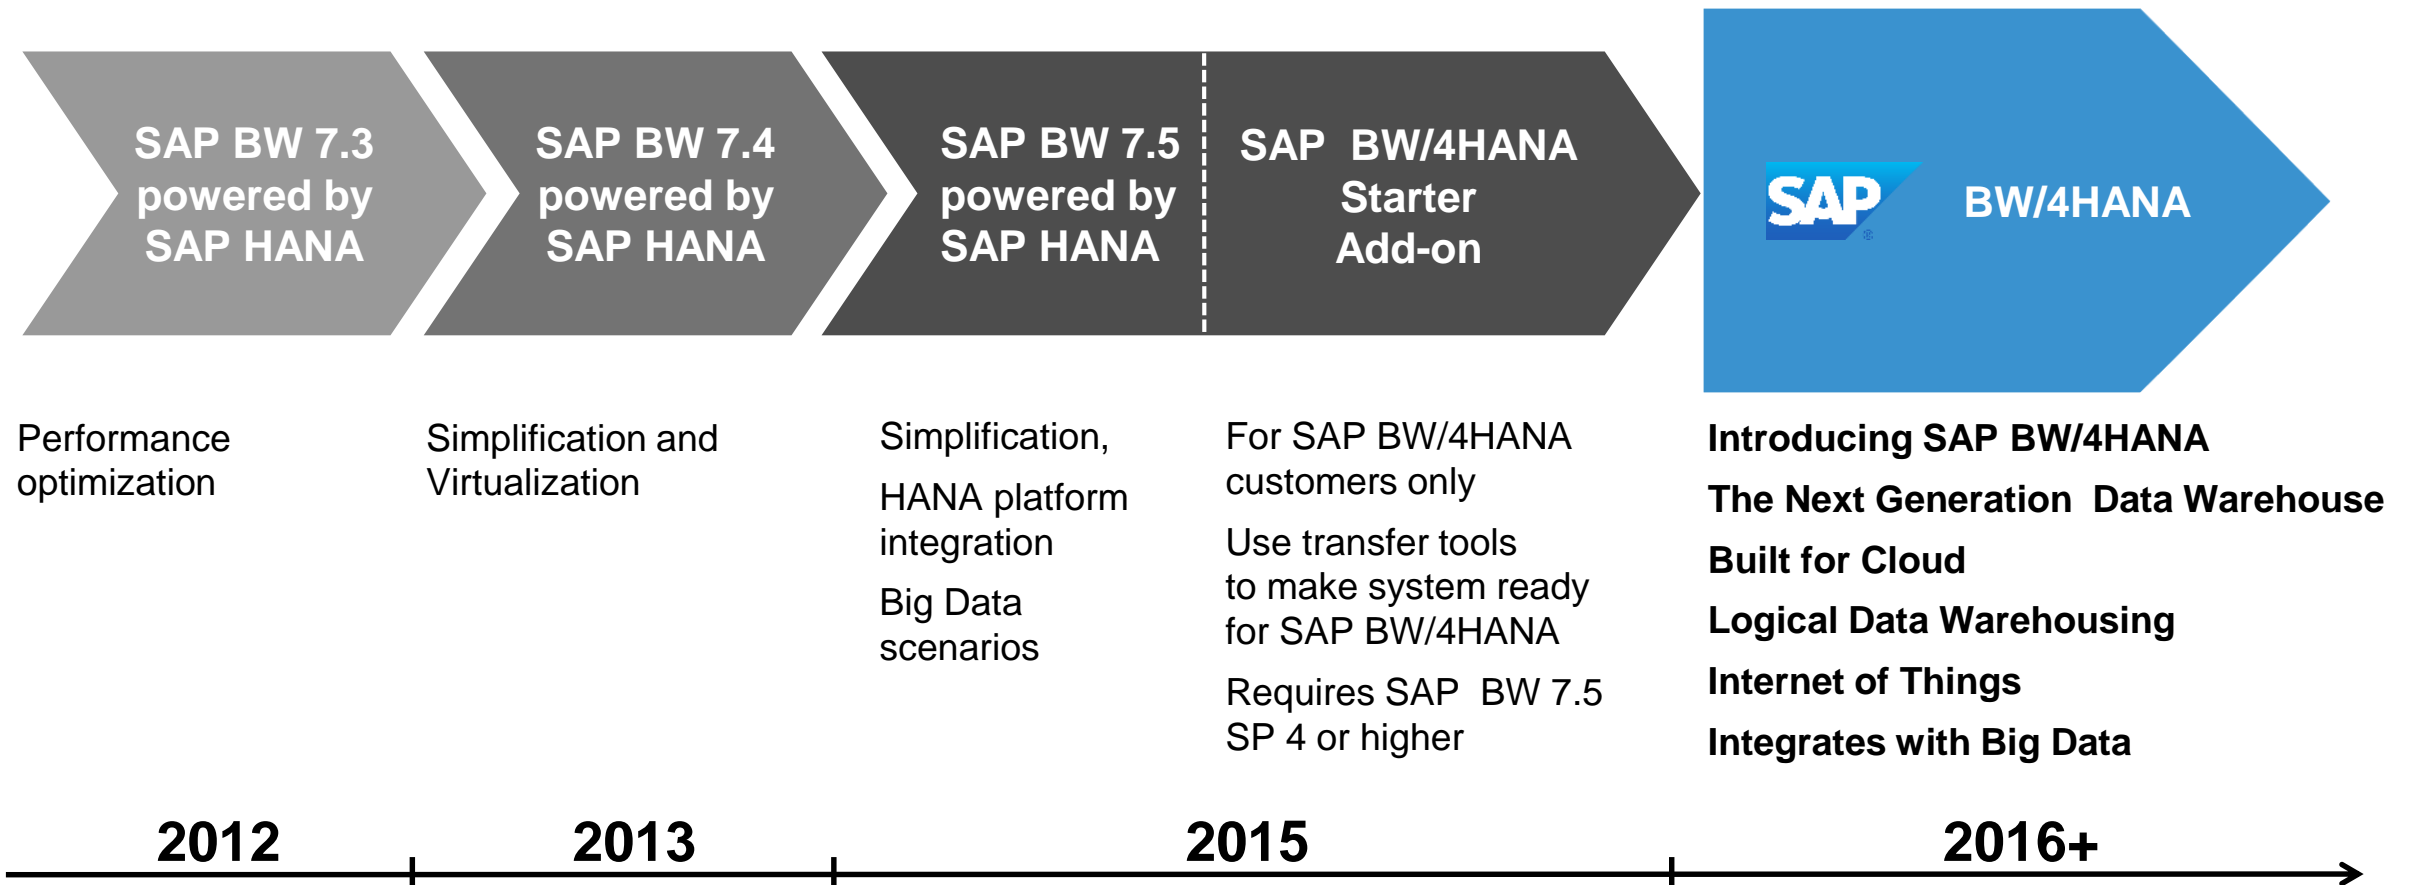 SAP BW 7.3
powered by
SAP HANA
SAP BW 7.4
powered by
SAP HANA
SAP BW 7.5
powered by
SAP HANA
SAP BW/4HANA
Starter
Add-on
SAP
®
BW/4HANA
Performance
optimization
Simplification and
Virtualization
Simplification,
HANA platform
integration
Big Data
scenarios
For SAP BW/4HANA
customers only
Use transfer tools
to make system ready
for SAP BW/4HANA
Requires SAP BW 7.5
SP 4 or higher
Introducing SAP BW/4HANA
The Next Generation Data Warehouse
Built for Cloud
Logical Data Warehousing
Internet of Things
Integrates with Big Data
2012
2013
2015
2016+